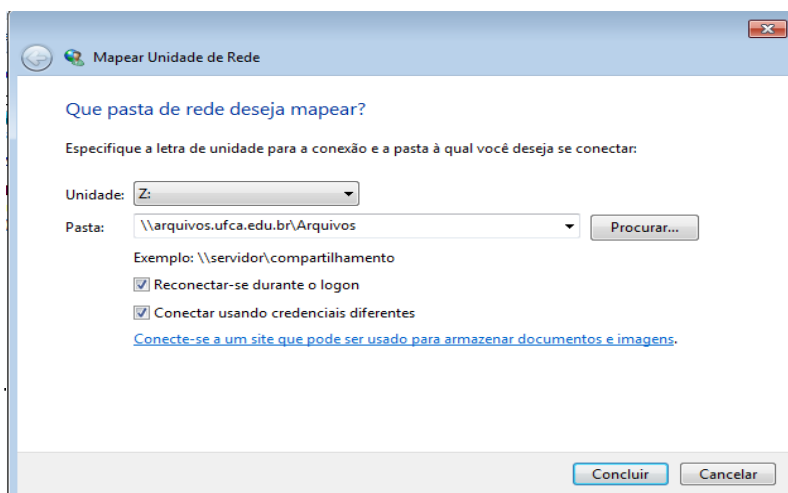 Mapear Unidade de Rede
Que pasta de rede deseja mapear?
Especifique a letra de unidade para a conexão e a pasta à qual você deseja se conectar:
Unidade: Z:
Pasta: \\arquivos.ufca.edu.br\Arquivos Procurar...
Exemplo: \\servidor\compartilhamento
Reconectar-se durante o logon
Conectar usando credenciais diferentes
Conecte-se a um site que pode ser usado para armazenar documentos e imagens.
Concluir Cancelar